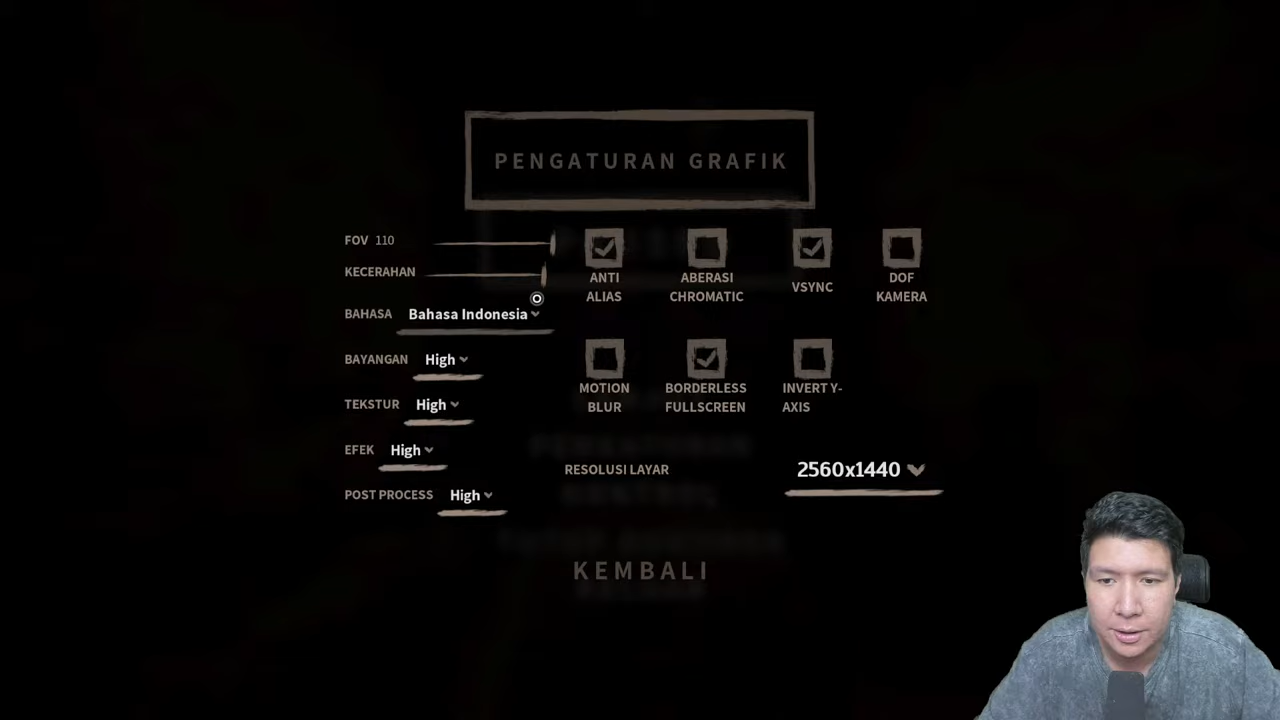 PENGATURAN GRAFIK
FOV 110
KECERAHAN
BAHASA Bahasa Indonesia
BAYANGAN High
TEKSTUR High
EFEK High
POST PROCESS High
ANTI
ALIAS
ABERASI
CHROMATIC
VSYNC
DOF
KAMERA
MOTION
BLUR
BORDERLESS
FULLSCREEN
INVERT Y-
AXIS
RESOLUSI LAYAR 2560x1440
KEMBALI